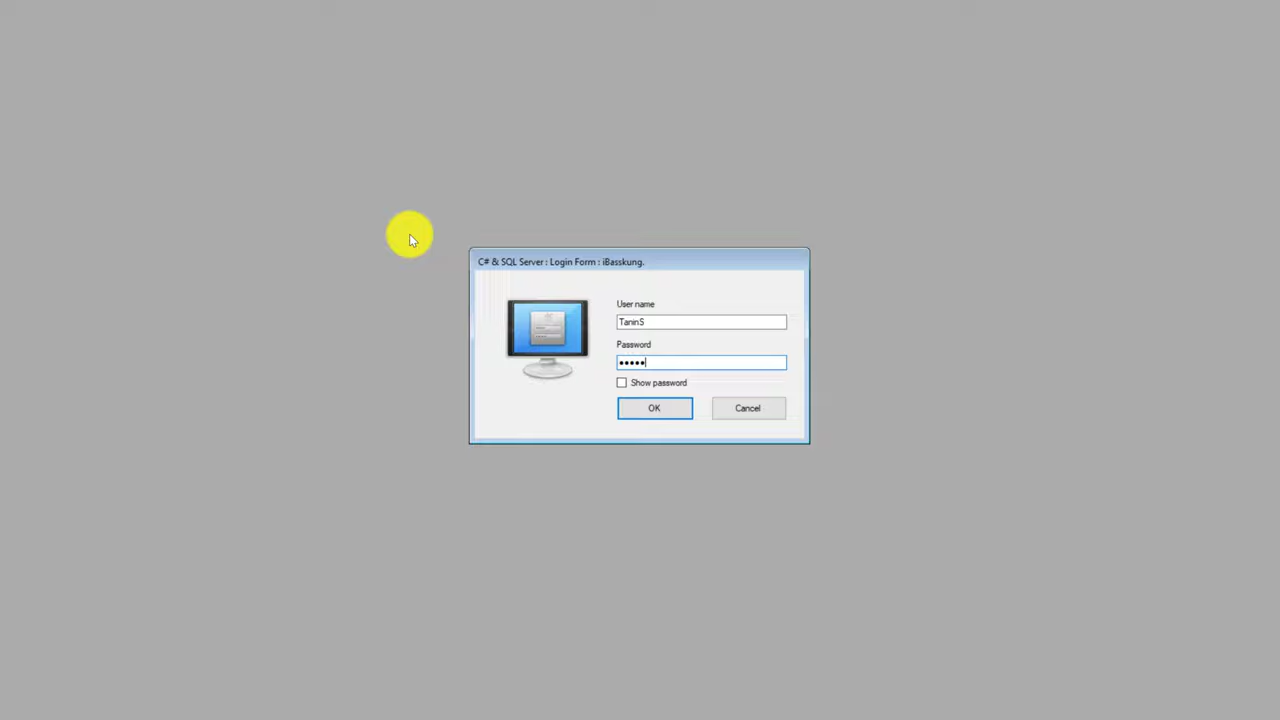 C# & SQL Server : Login Form : iBasskung.
User name
TaninS
Password
•••••
Show password
OK
Cancel